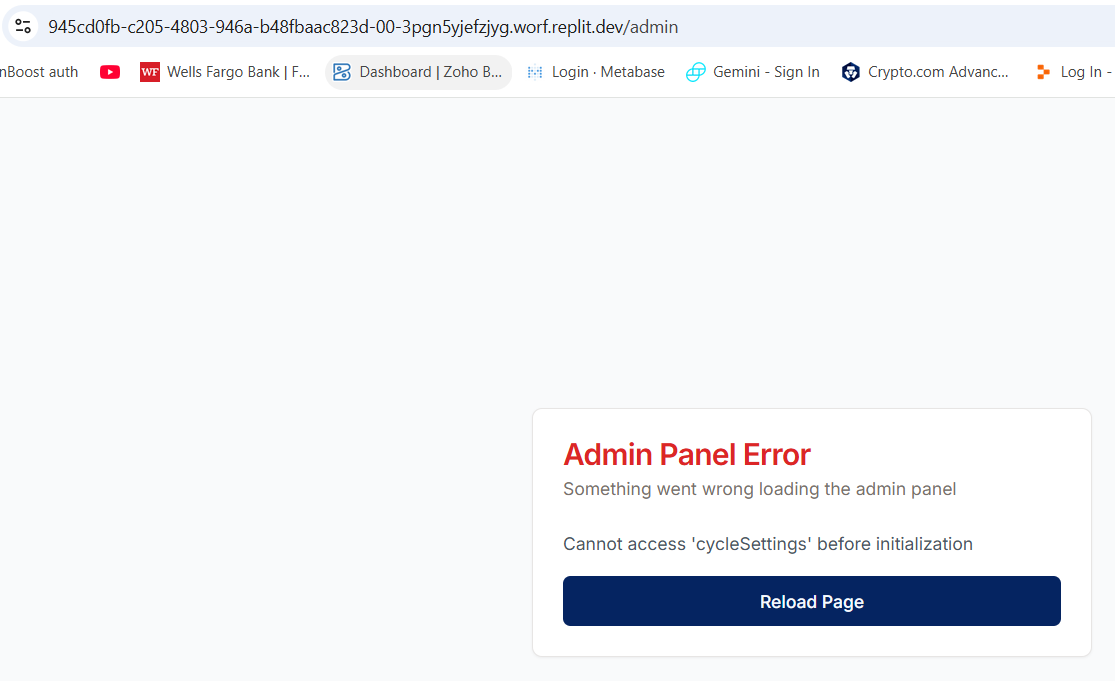 945cd0fb-c205-4803-946a-b48fbaac823d-00-3pgn5yjefzjyg.worf.replit.dev/admin
nBoost auth WF Wells Fargo Bank | F... Dashboard | Zoho B... Login · Metabase Gemini - Sign In Crypto.com Advanc... Log In -
Admin Panel Error
Something went wrong loading the admin panel
Cannot access 'cycleSettings' before initialization
Reload Page